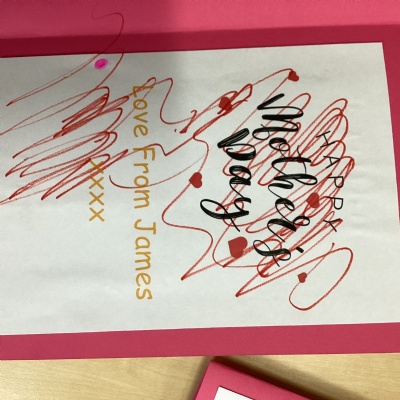 HAPPY
Mother's
Day
Love From James
xxxx